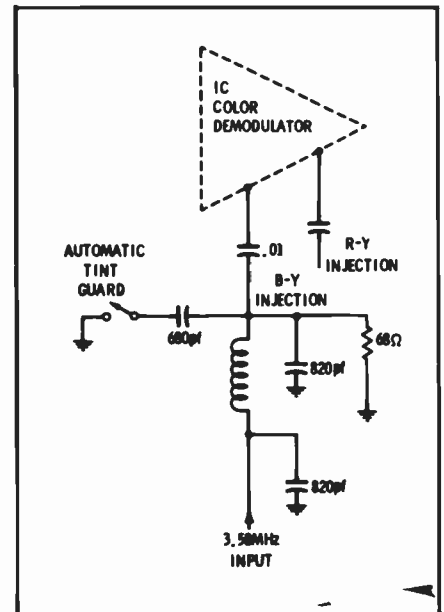 IC
COLOR
DEMODULATOR
.01
R-Y
INJECTION
AUTOMATIC
TINT
GUARD
B-Y
INJECTION
680pf
820pf
68Ω
820pf
3.58MHz
INPUT